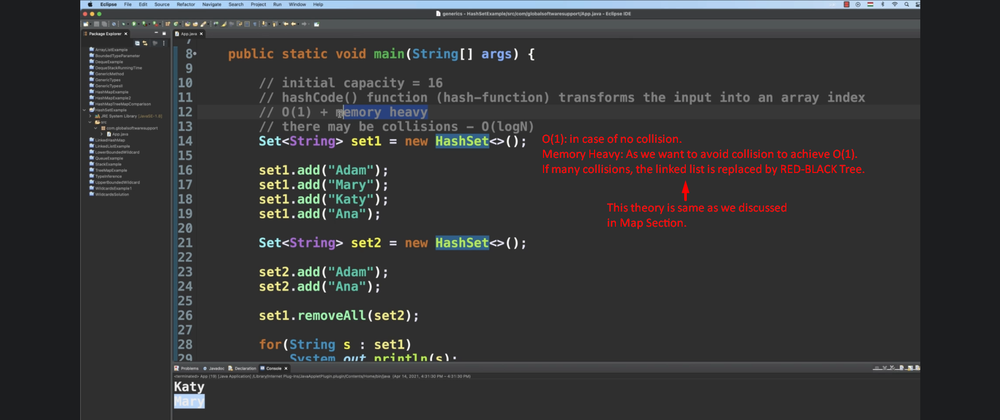 Eclipse File Edit Source Refactor Navigate Search Project Run Window Help
generics - HashSetExample/src/com/globalsoftwaresupport/App.java - Eclipse IDE
Package Explorer
ArrayListExample
BoundedTypeParameter
DequeExample
DequeStackRunningTime
GenericMethod
GenericTypes
GenericTypesII
HashMapExample
HashMapExample2
HashMapTreeMapComparison
HashSetExample
JRE System Library [JavaSE-1.8]
src
com.globalsoftwaresupport
App.java
LinkedHashMap
LinkedListExample
LowerBoundedWildcard
QueueExample
StackExample
TreeMapExample
TypeInference
UpperBoundedWildcard
WildcardsExample1
WildcardsSolution
App.java
7
8 public static void main(String[] args) {
9
10 // initial capacity = 16
11 // hashCode() function (hash-function) transforms the input into an array index
12 // O(1) + memory heavy
13 // there may be collisions - O(logN)
14 Set<String> set1 = new HashSet<>();
15
16 set1.add("Adam");
17 set1.add("Mary");
18 set1.add("Katy");
19 set1.add("Ana");
20
21 Set<String> set2 = new HashSet<>();
22
23 set2.add("Adam");
24 set2.add("Ana");
25
26 set1.removeAll(set2);
27
28 for(String s : set1)
29 System.out.println(s);
O(1): in case of no collision.
Memory Heavy: As we want to avoid collision to achieve O(1).
If many collisions, the linked list is replaced by RED-BLACK Tree.
This theory is same as we discussed
in Map Section.
Problems Javadoc Declaration Console
<terminated> App (19) [Java Application] /Library/Internet Plug-Ins/JavaAppletPlugin.plugin/Contents/Home/bin/java (Apr 14, 2021, 4:31:30 PM – 4:31:30 PM)
Katy
Mary